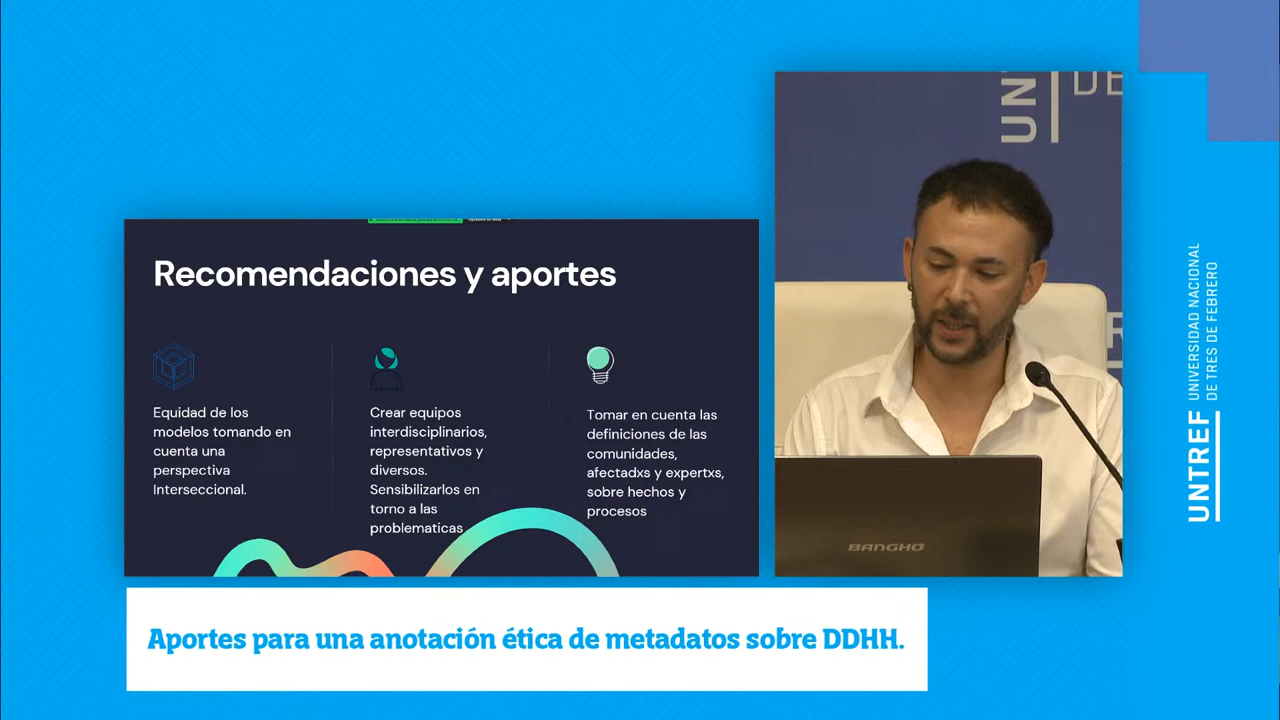 Recomendaciones y aportes
Equidad de los
modelos tomando en
cuenta una
perspectiva
Interseccional.
Crear equipos
interdisciplinarios,
representativos y
diversos.
Sensibilizarlos en
torno a las
problematicas
Tomar en cuenta las
definiciones de las
comunidades,
afectadxs y expertxs,
sobre hechos y
procesos
UN
DE
R
BANGHO
UNTREF
UNIVERSIDAD NACIONAL
DE TRES DE FEBRERO
Aportes para una anotación ética de metadatos sobre DDHH.